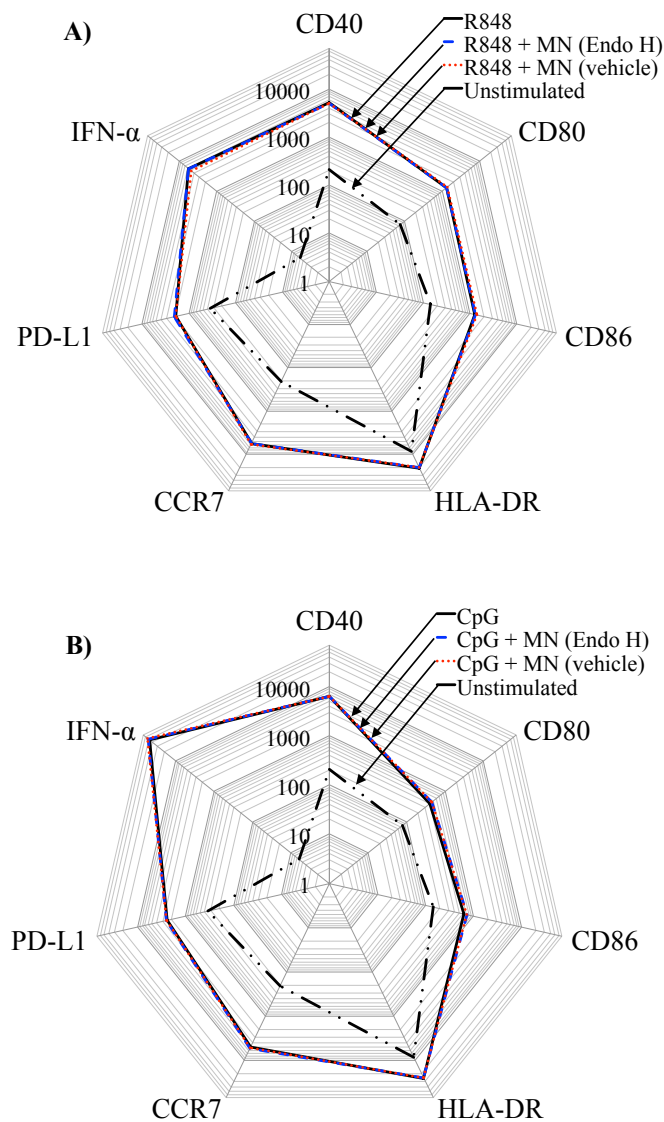 A)
CD40
R848
R848 + MN (Endo H)
R848 + MN (vehicle)
Unstimulated
10000
1000
100
10
1
IFN-α
CD80
PD-L1
CD86
CCR7
HLA-DR
B)
CD40
CpG
CpG + MN (Endo H)
CpG + MN (vehicle)
Unstimulated
10000
1000
100
10
1
IFN-α
CD80
PD-L1
CD86
CCR7
HLA-DR